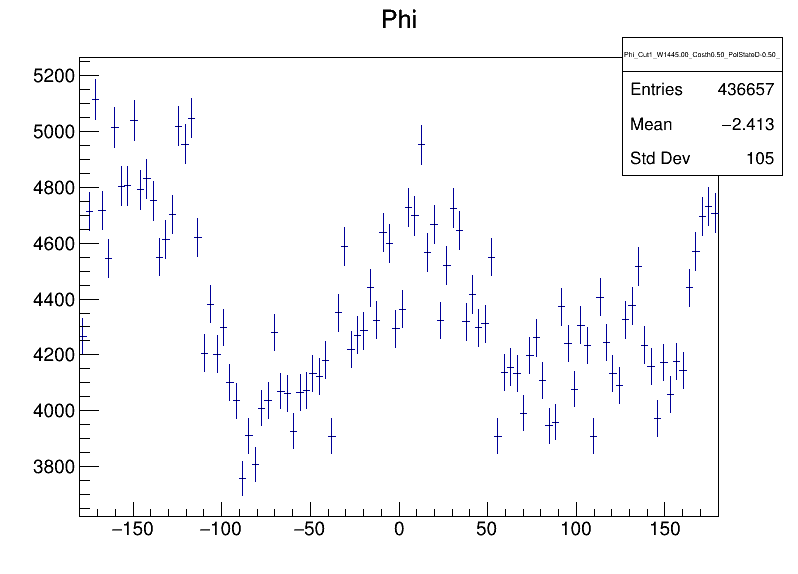 Phi
Phi_Cut1_W1445.00_Costh0.50_PolStateD-0.50_
Entries 436657
Mean −2.413
Std Dev 105
5200
5000
4800
4600
4400
4200
4000
3800
−150 −100 −50 0 50 100 150